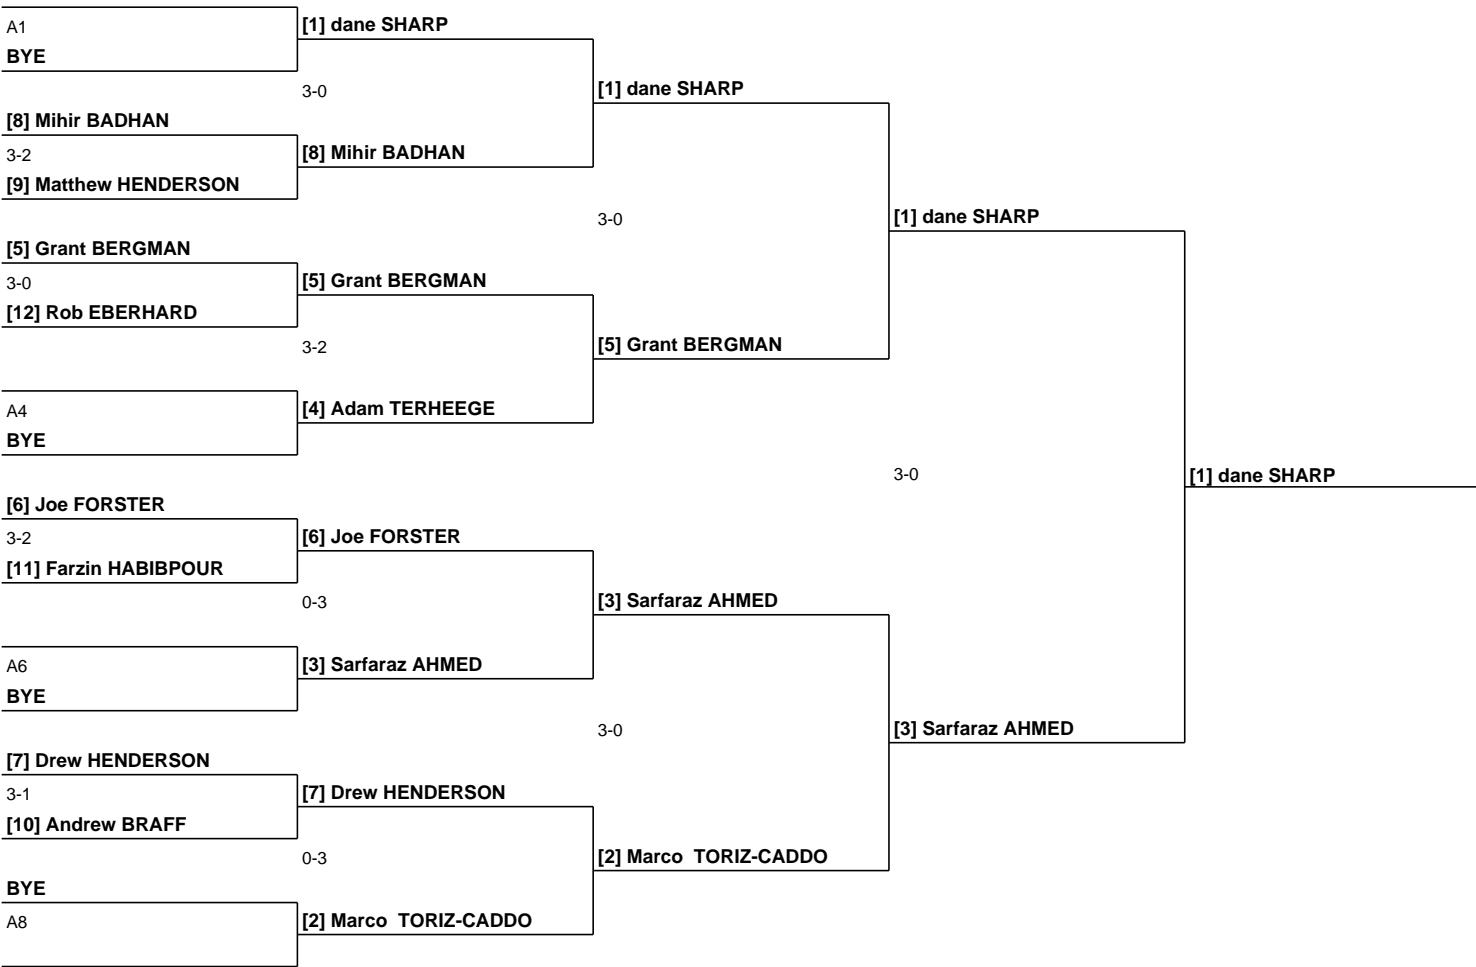 A1
BYE
[8] Mihir BADHAN
3-2
[9] Matthew HENDERSON
[5] Grant BERGMAN
3-0
[12] Rob EBERHARD
A4
BYE
[6] Joe FORSTER
3-2
[11] Farzin HABIBPOUR
A6
BYE
[7] Drew HENDERSON
3-1
[10] Andrew BRAFF
BYE
A8
[1] dane SHARP
3-0
[8] Mihir BADHAN
[5] Grant BERGMAN
3-2
[4] Adam TERHEEGE
[6] Joe FORSTER
0-3
[3] Sarfaraz AHMED
[7] Drew HENDERSON
0-3
[2] Marco  TORIZ-CADDO
[1] dane SHARP
3-0
[5] Grant BERGMAN
[3] Sarfaraz AHMED
3-0
[2] Marco  TORIZ-CADDO
[1] dane SHARP
3-0
[3] Sarfaraz AHMED
[1] dane SHARP